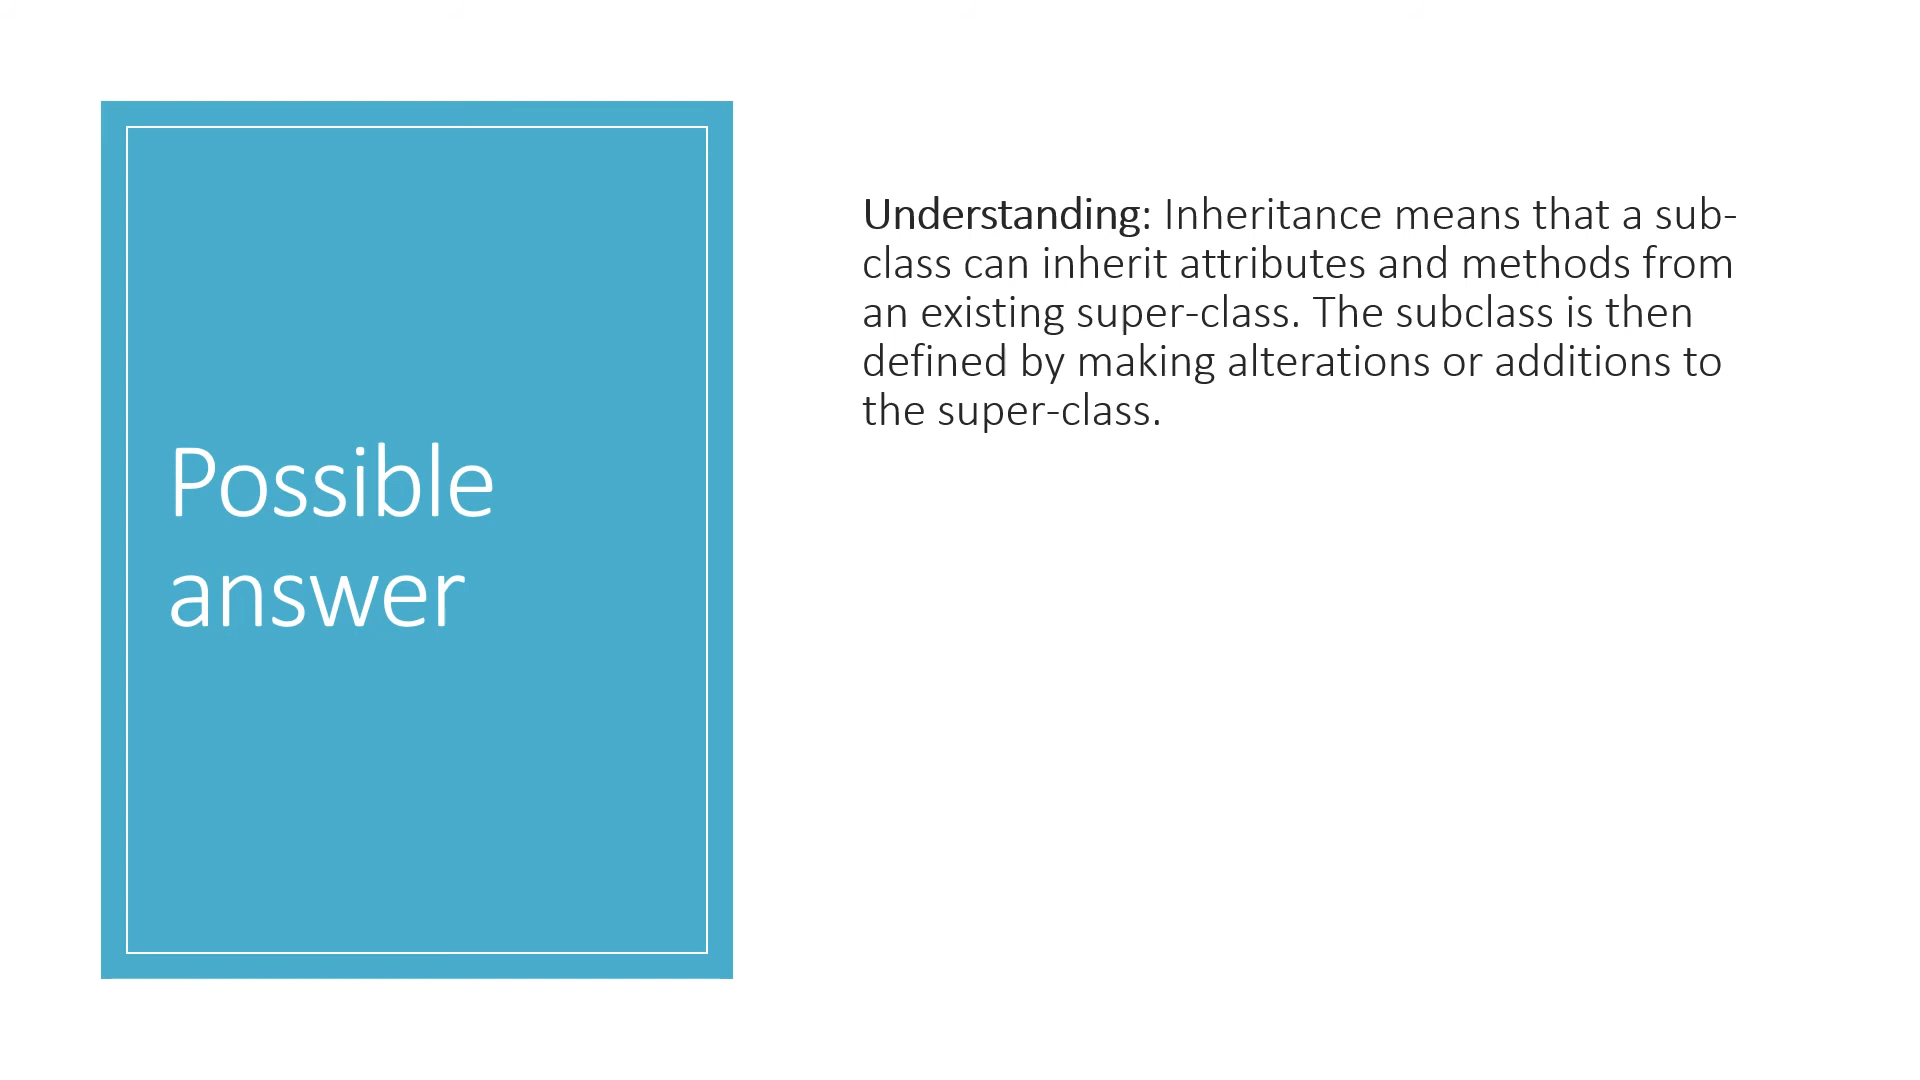 Possible
answer
Understanding: Inheritance means that a sub-
class can inherit attributes and methods from
an existing super-class. The subclass is then
defined by making alterations or additions to
the super-class.